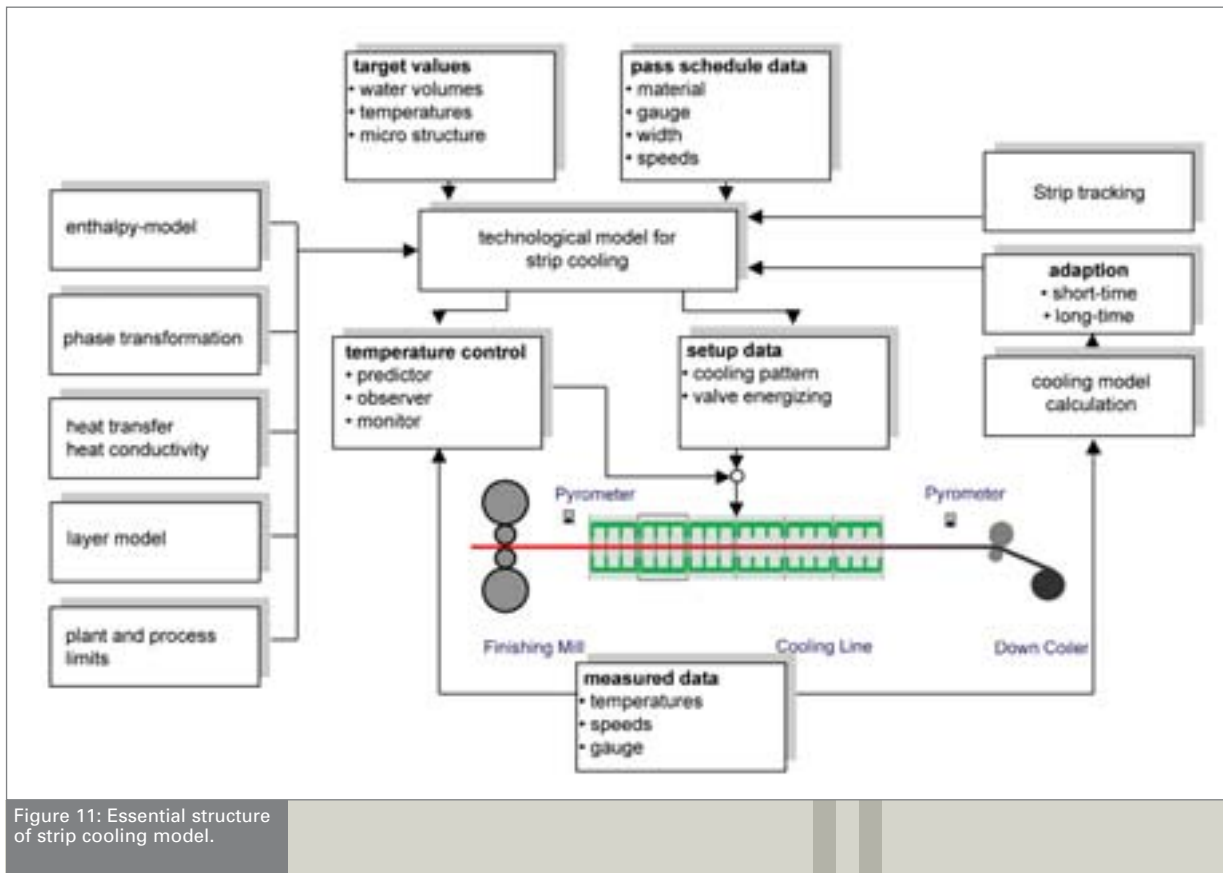 target values
• water volumes
• temperatures
• micro structure
pass schedule data
• material
• gauge
• width
• speeds
enthalpy-model
phase transformation
heat transfer
heat conductivity
layer model
plant and process
limits
technological model for
strip cooling
Strip tracking
adaption
• short-time
• long-time
cooling model
calculation
temperature control
• predictor
• observer
• monitor
setup data
• cooling pattern
• valve energizing
Pyrometer
Pyrometer
Finishing Mill
Cooling Line
Down Coiler
measured data
• temperatures
• speeds
• gauge
Figure 11: Essential structure
of strip cooling model.